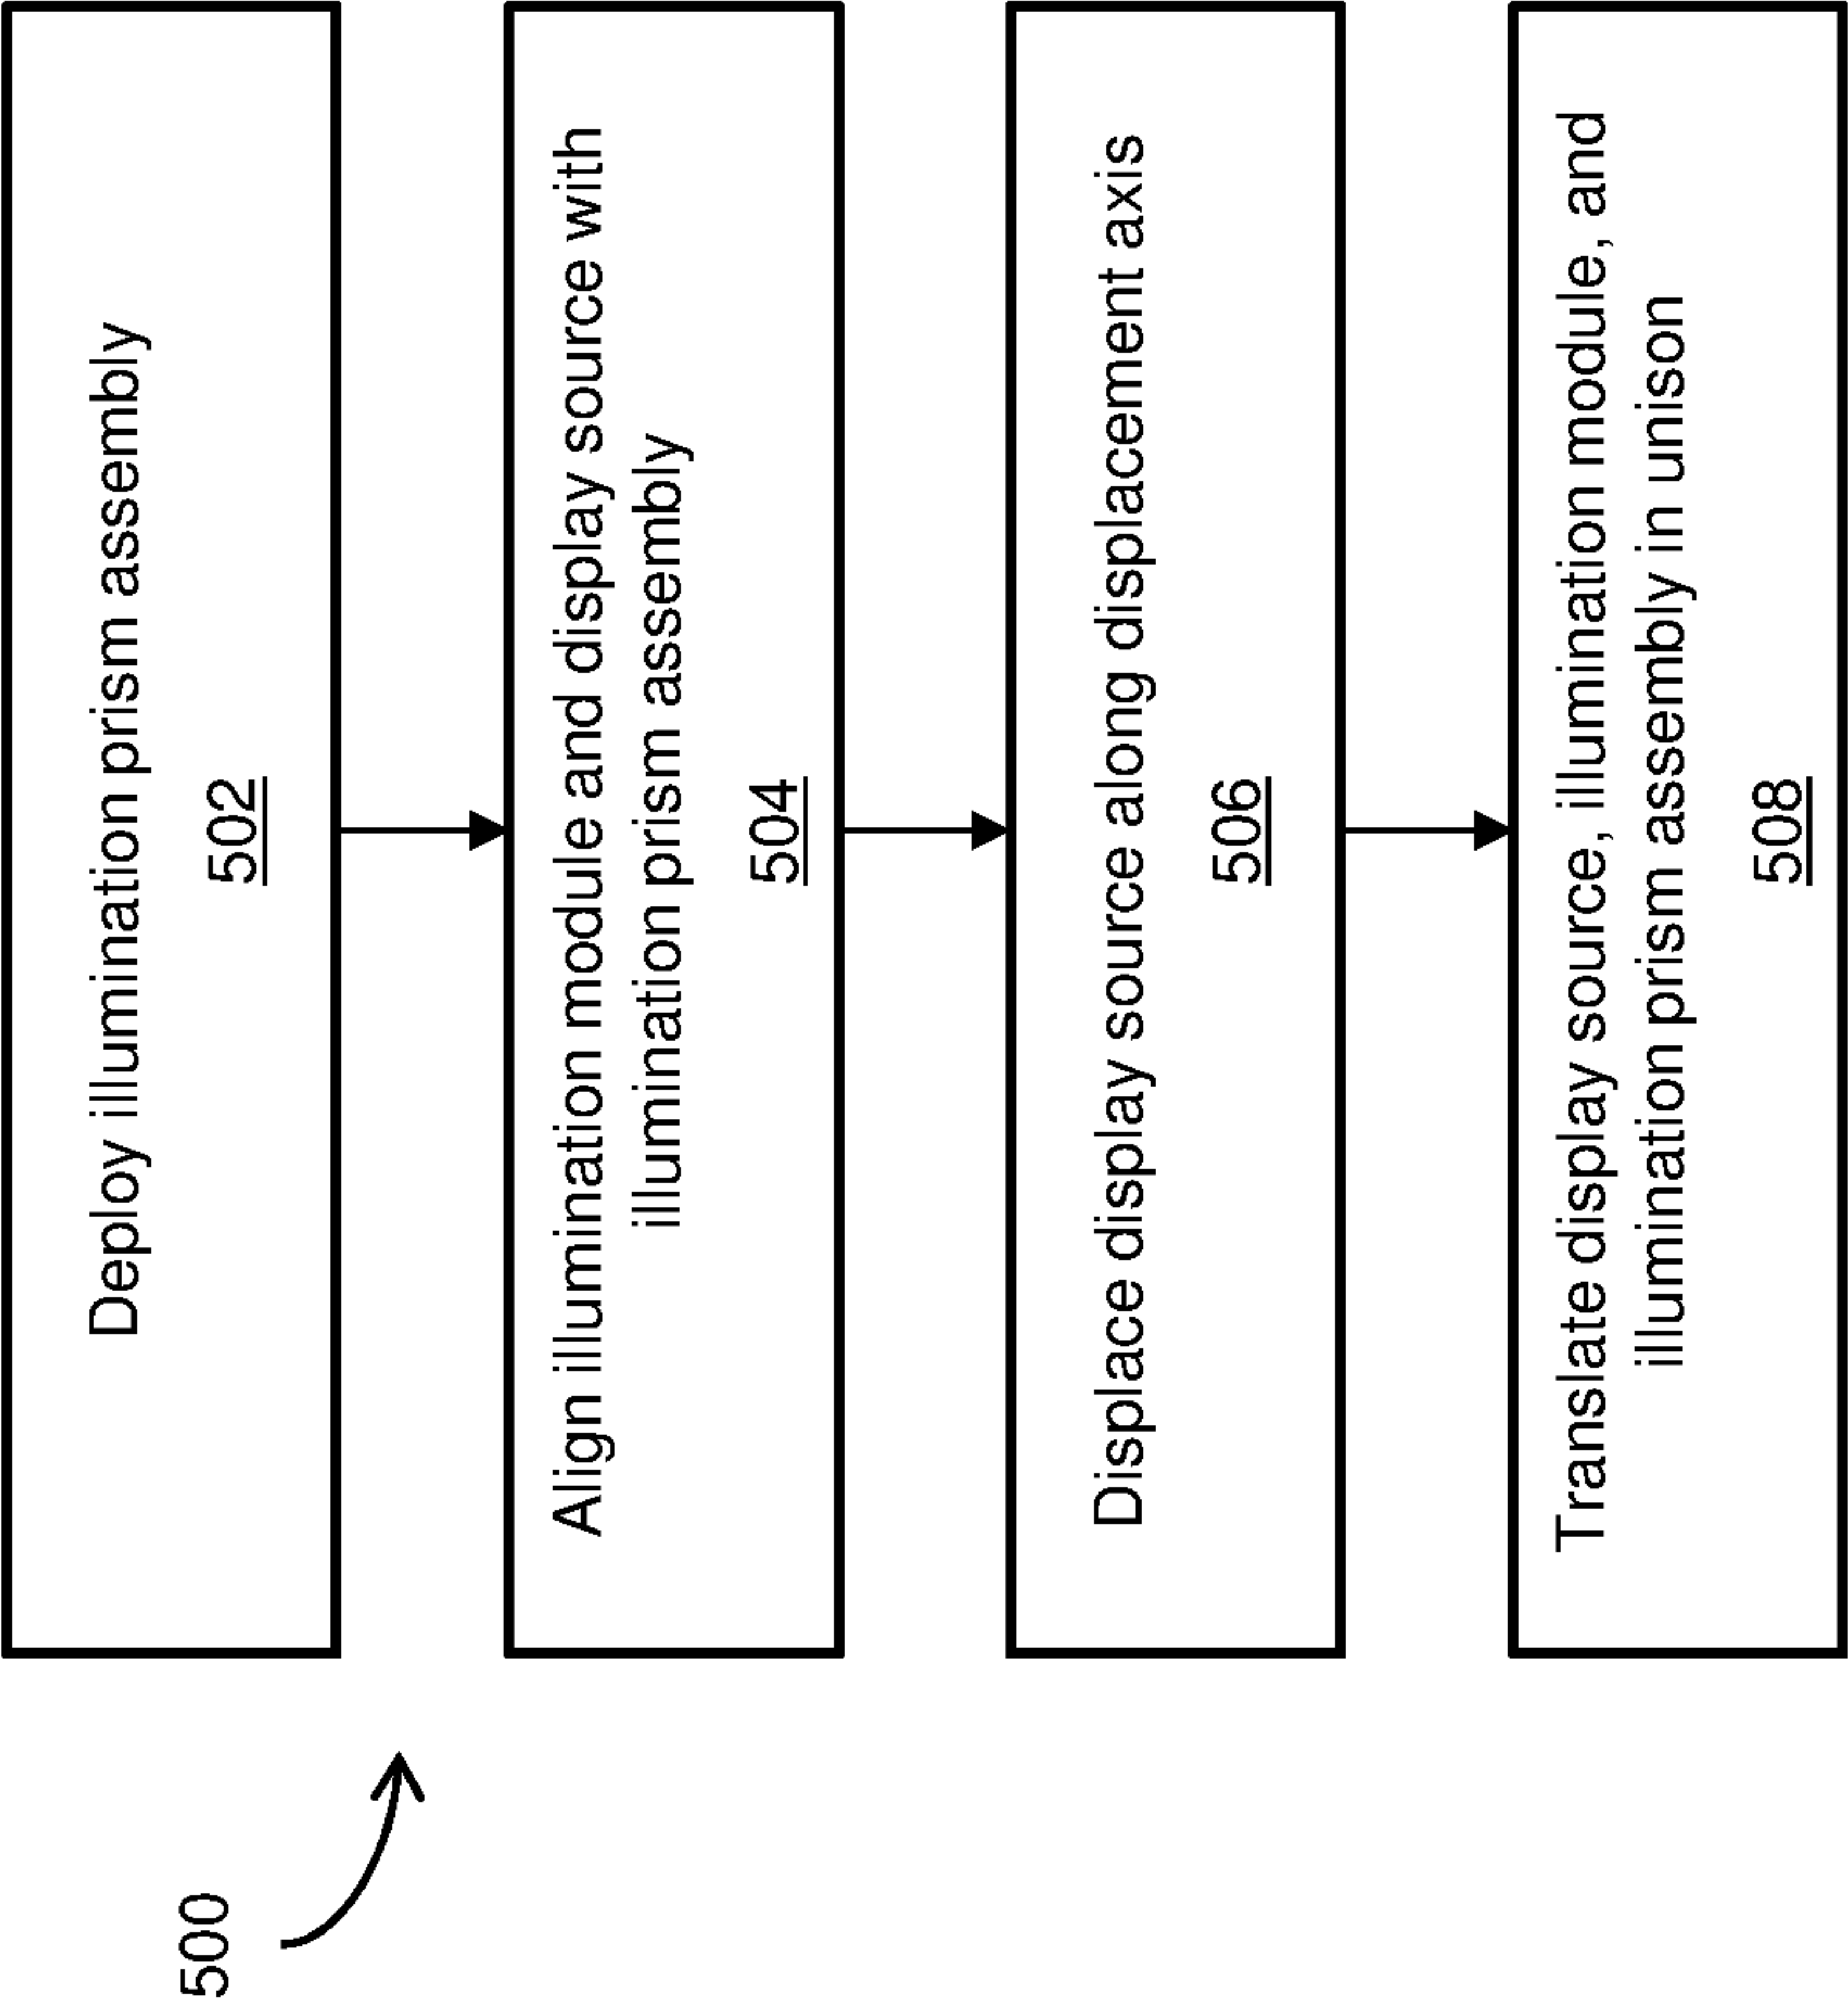 500
Deploy illumination prism assembly
502
Align illumination module and display source with
illumination prism assembly
504
Displace display source along displacement axis
506
Translate display source, illumination module, and
illumination prism assembly in unison
508